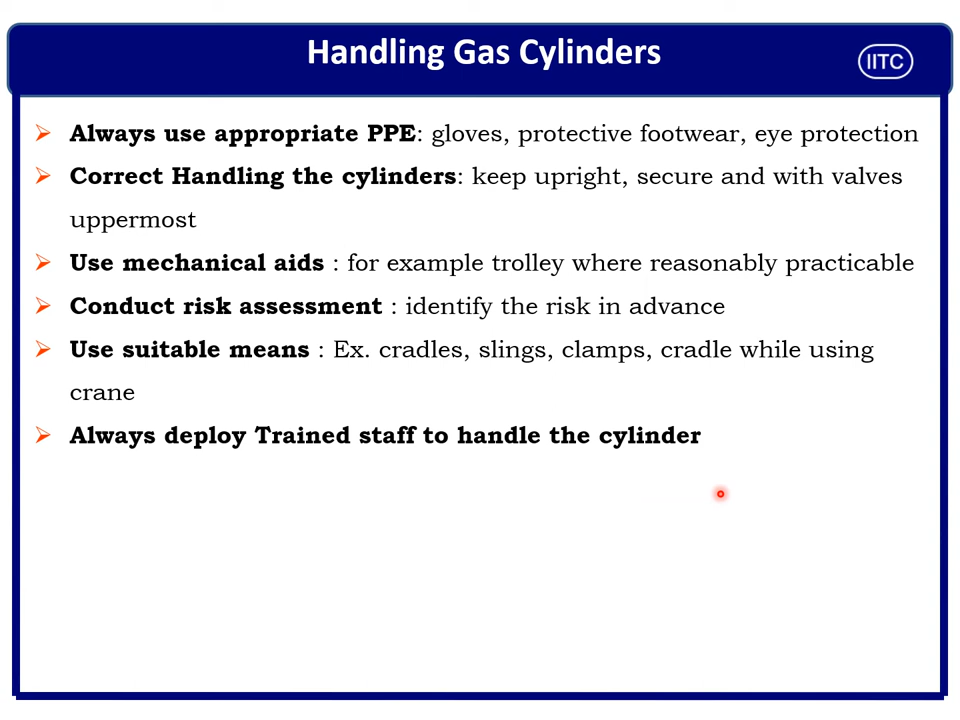 Handling Gas Cylinders
IITC
Always use appropriate PPE: gloves, protective footwear, eye protection
Correct Handling the cylinders: keep upright, secure and with valves
uppermost
Use mechanical aids : for example trolley where reasonably practicable
Conduct risk assessment : identify the risk in advance
Use suitable means : Ex. cradles, slings, clamps, cradle while using
crane
Always deploy Trained staff to handle the cylinder